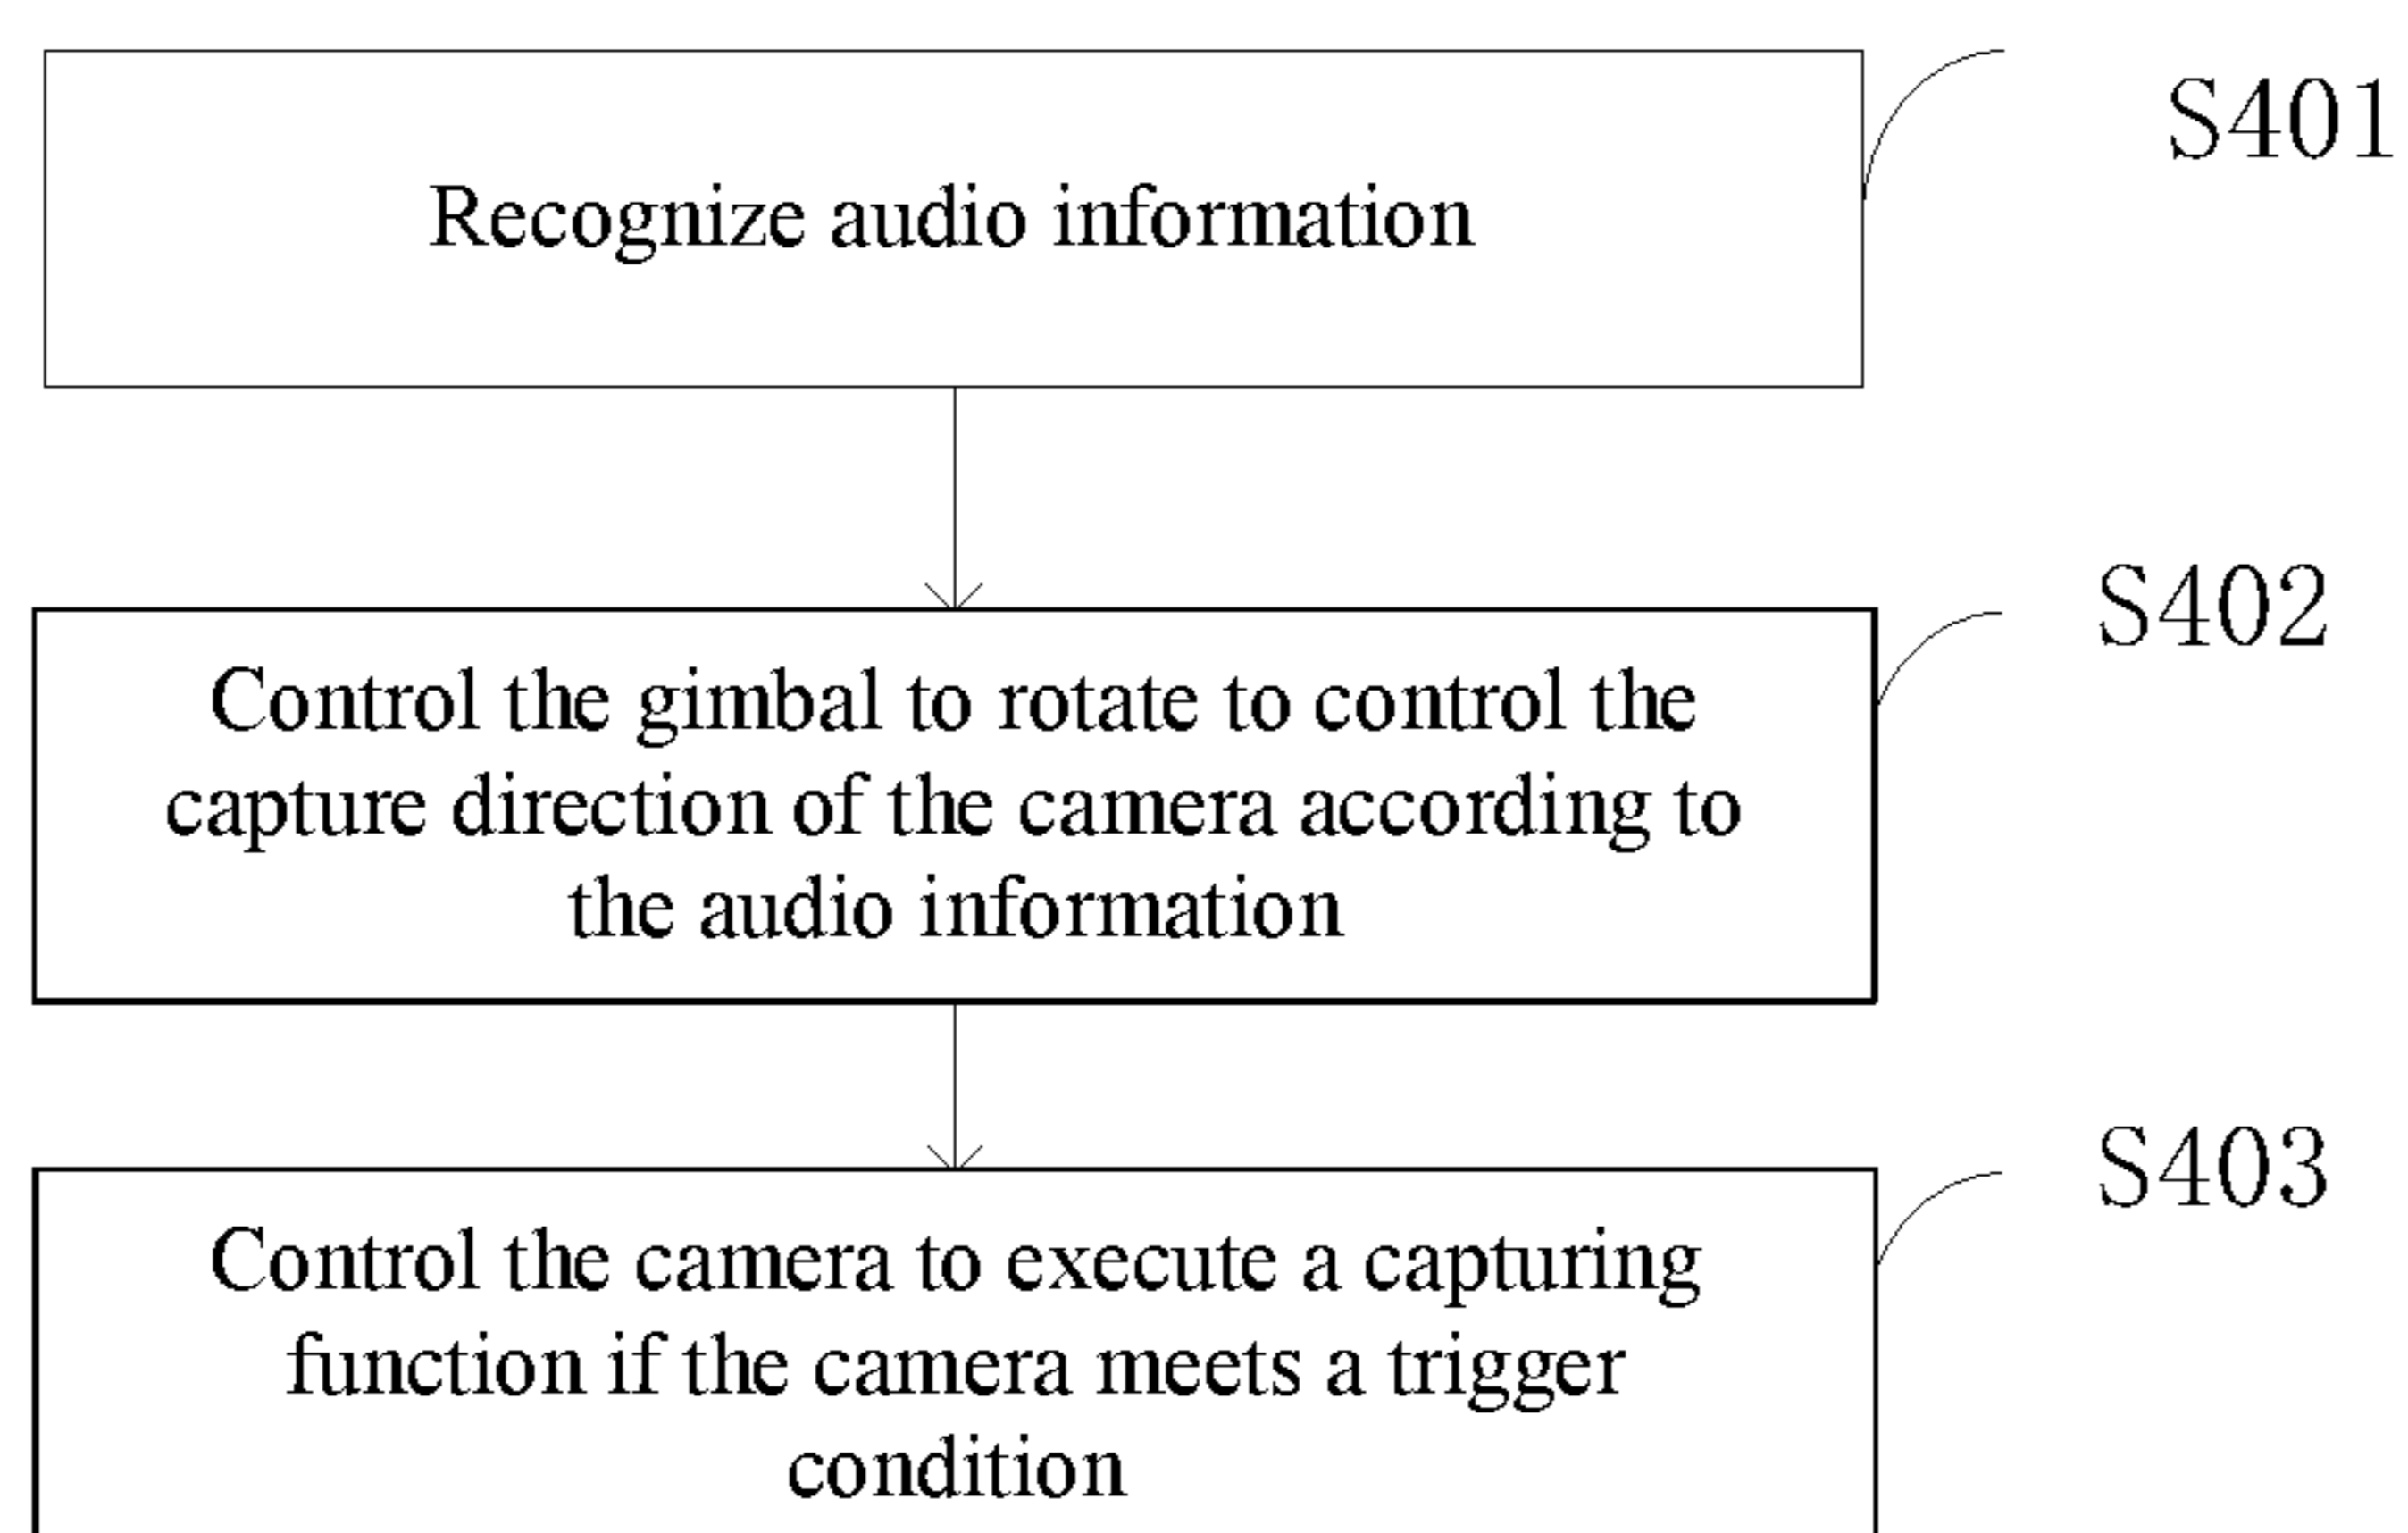 S401
Recognize audio information
S402
Control the gimbal to rotate to control the
capture direction of the camera according to
the audio information
S403
Control the camera to execute a capturing
function if the camera meets a trigger
condition